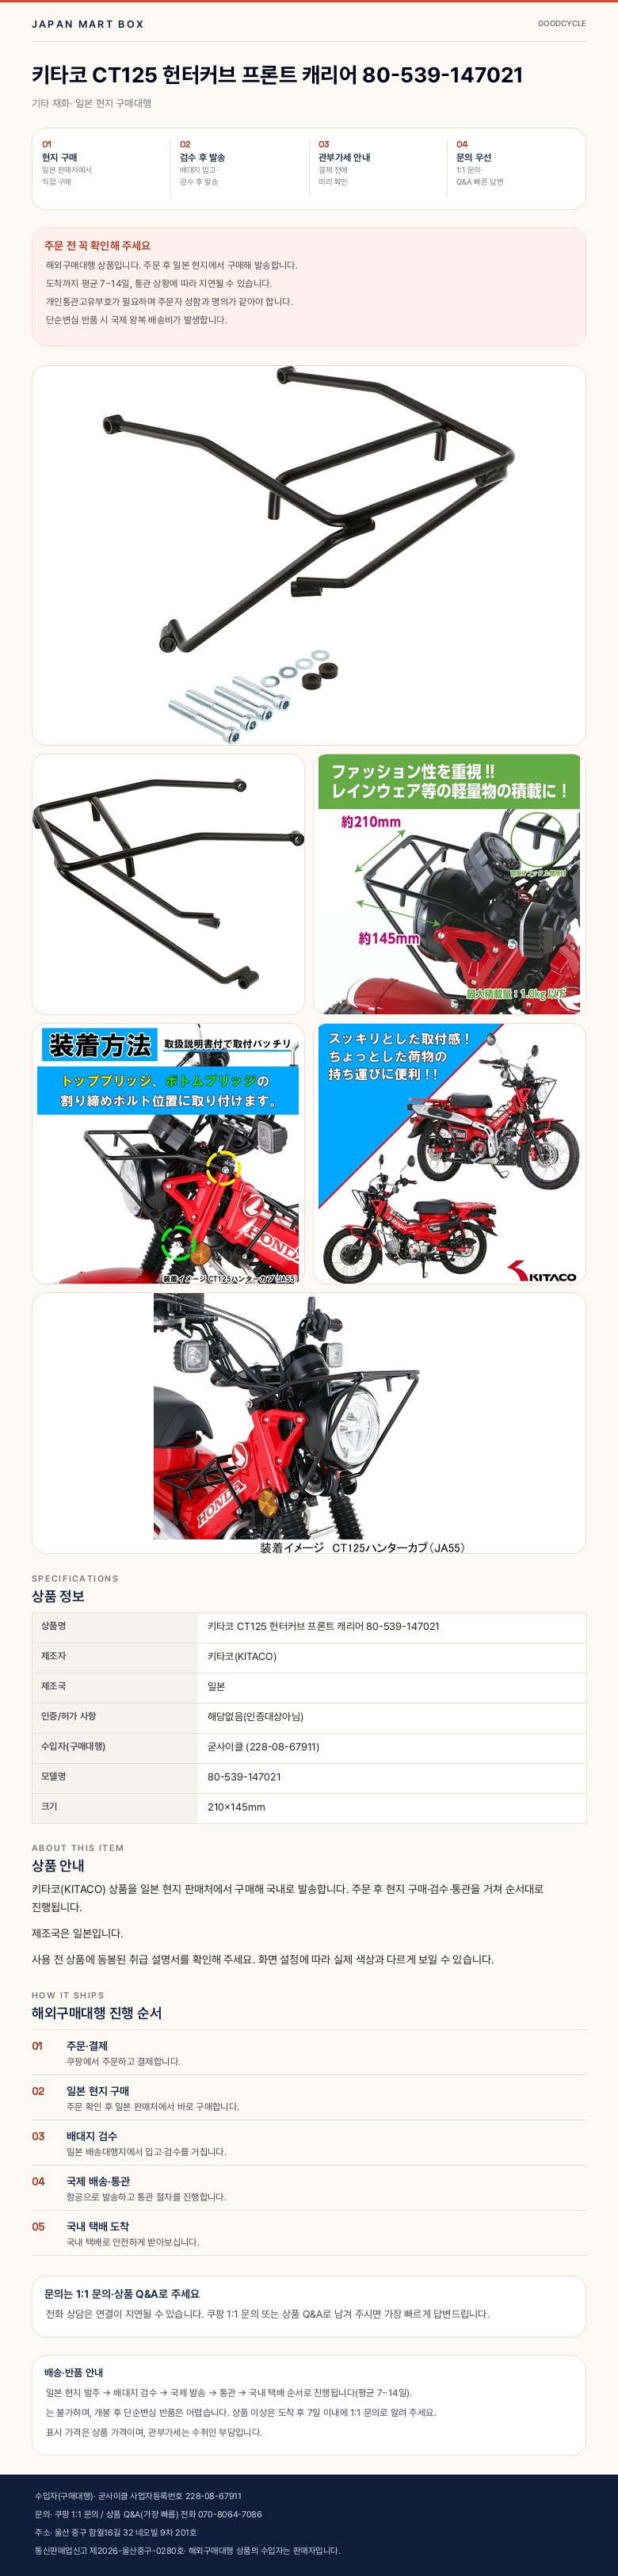 JAPAN MART BOX
GOODCYCLE
키타코 CT125 헌터커브 프론트 캐리어 80-539-147021
기타 재화· 일본 현지 구매대행
01
현지 구매
일본 판매처에서
직접 구매
02
검수 후 발송
배대지 입고·
검수 후 발송
03
관부가세 안내
결제 전에
미리 확인
04
문의 우선
1:1 문의·
Q&A 빠른 답변
주문 전 꼭 확인해 주세요
해외구매대행 상품입니다. 주문 후 일본 현지에서 구매해 발송합니다.
도착까지 평균 7~14일, 통관 상황에 따라 지연될 수 있습니다.
개인통관고유부호가 필요하며 주문자 성함과 명의가 같아야 합니다.
단순변심 반품 시 국제 왕복 배송비가 발생합니다.
ファッション性を重視!!
レインウェア等の軽量物の積載に!
約210mm
約145mm
最大積載量:1.0kg以下
装着方法
取扱説明書付で取付バッチリ
トップブリッジ、ボトムブリッジの
割り締めボルト位置に取り付けます。
HONDA
装着イメージ CT125ハンターカブ(JA55)
スッキリとした取付感!
ちょっとした荷物の
持ち運びに便利!!
KITACO
HONDA
装着イメージ CT125ハンターカブ(JA55)
SPECIFICATIONS
상품 정보
상품명
키타코 CT125 헌터커브 프론트 캐리어 80-539-147021
제조자
키타코(KITACO)
제조국
일본
인증/허가 사항
해당없음(인증대상아님)
수입자(구매대행)
굳사이클 (228-08-67911)
모델명
80-539-147021
크기
210×145mm
ABOUT THIS ITEM
상품 안내
키타코(KITACO) 상품을 일본 현지 판매처에서 구매해 국내로 발송합니다. 주문 후 현지 구매·검수·통관을 거쳐 순서대로
진행됩니다.
제조국은 일본입니다.
사용 전 상품에 동봉된 취급 설명서를 확인해 주세요. 화면 설정에 따라 실제 색상과 다르게 보일 수 있습니다.
HOW IT SHIPS
해외구매대행 진행 순서
01
주문·결제
쿠팡에서 주문하고 결제합니다.
02
일본 현지 구매
주문 확인 후 일본 판매처에서 바로 구매합니다.
03
배대지 검수
일본 배송대행지에서 입고·검수를 거칩니다.
04
국제 배송·통관
항공으로 발송하고 통관 절차를 진행합니다.
05
국내 택배 도착
국내 택배로 안전하게 받아보십니다.
문의는 1:1 문의·상품 Q&A로 주세요
전화 상담은 연결이 지연될 수 있습니다. 쿠팡 1:1 문의 또는 상품 Q&A로 남겨 주시면 가장 빠르게 답변드립니다.
배송·반품 안내
일본 현지 발주 → 배대지 검수 → 국제 발송 → 통관 → 국내 택배 순서로 진행됩니다(평균 7~14일).
는 불가하며, 개봉 후 단순변심 반품은 어렵습니다. 상품 이상은 도착 후 7일 이내에 1:1 문의로 알려 주세요.
표시 가격은 상품 가격이며, 관부가세는 수취인 부담입니다.
수입자(구매대행)· 굳사이클 사업자등록번호 228-08-67911
문의· 쿠팡 1:1 문의 / 상품 Q&A(가장 빠름) 전화 070-8064-7086
주소· 울산 중구 함월16길 32 네오빌 9차 201호
통신판매업신고 제2026-울산중구-0280호· 해외구매대행 상품의 수입자는 판매자입니다.